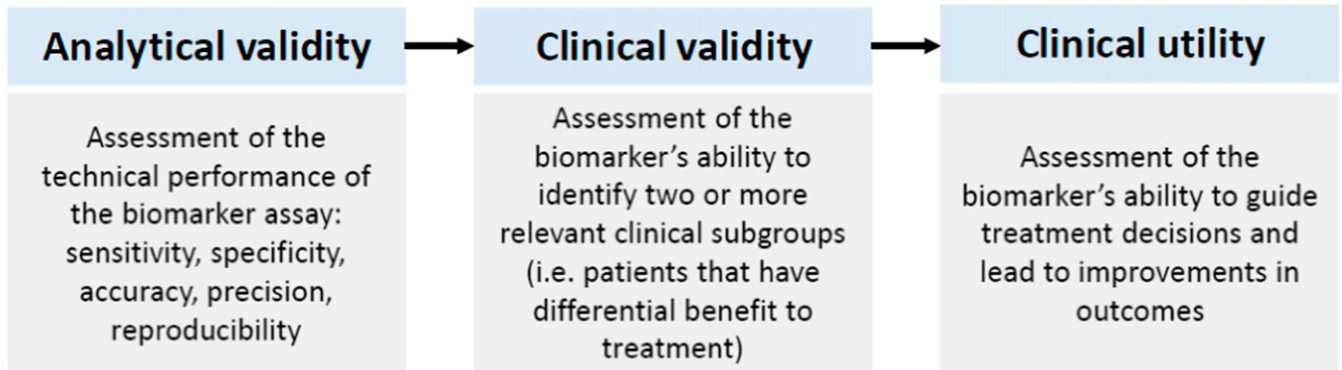 Analytical validity
Assessment of the
technical performance of
the biomarker assay:
sensitivity, specificity,
accuracy, precision,
reproducibility
Clinical validity
Assessment of the
biomarker’s ability to
identify two or more
relevant clinical subgroups
(i.e. patients that have
differential benefit to
treatment)
Clinical utility
Assessment of the
biomarker’s ability to guide
treatment decisions and
lead to improvements in
outcomes